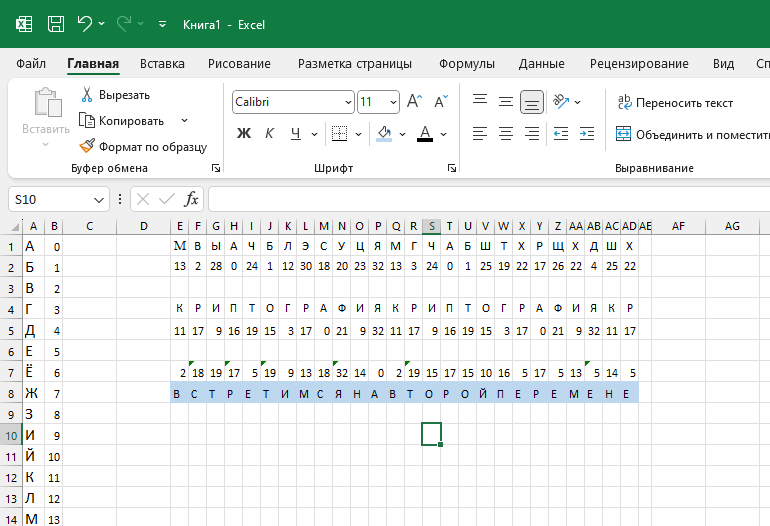 Книга1 - Excel
Файл Главная Вставка Рисование Разметка страницы Формулы Данные Рецензирование Вид Сп
Вставить
Вырезать
Копировать
Формат по образцу
Буфер обмена
Calibri 11
Ж К Ч А
Шрифт
Переносить текст
Объединить и поместит
Выравнивание
S10 fx
A B C D E F G H I J K L M N O P Q R S T U V W X Y Z AA AB AC AD AE AF AG
1 А 0 М В Ы А Ч Б Л Э С У Ц Я М Г Ч А Б Ш Т Х Р Щ Х Д Ш Х
2 Б 1 13 2 28 0 24 1 12 30 18 20 23 32 13 3 24 0 1 25 19 22 17 26 22 4 25 22
3 В 2
4 Г 3 К Р И П Т О Г Р А Ф И Я К Р И П Т О Г Р А Ф И Я К Р
5 Д 4 11 17 9 16 19 15 3 17 0 21 9 32 11 17 9 16 19 15 3 17 0 21 9 32 11 17
6 Е 5
7 Ё 6 2 18 19 17 5 19 9 13 18 32 14 0 2 19 15 17 15 10 16 5 17 5 13 5 14 5
8 Ж 7 В С Т Р Е Т И М С Я Н А В Т О Р О Й П Е Р Е М Е Н Е
9 З 8
10 И 9
11 Й 10
12 К 11
13 Л 12
14 М 13